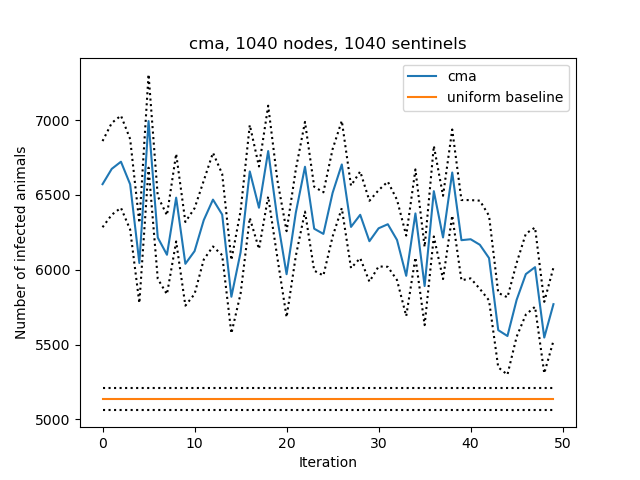 cma, 1040 nodes, 1040 sentinels
cma
uniform baseline
Number of infected animals
7000
6500
6000
5500
5000
0 10 20 30 40 50
Iteration